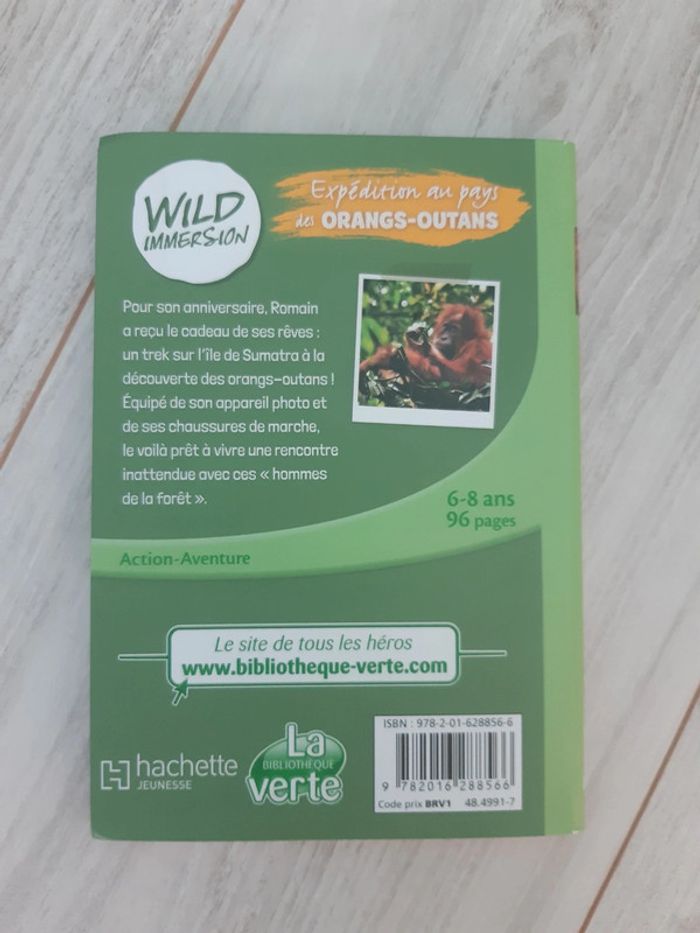 WILD
IMMERSION
Expédition au pays
des ORANGS-OUTANS
Pour son anniversaire, Romain
a reçu le cadeau de ses rêves :
un trek sur l'île de Sumatra à la
découverte des orangs-outans !
Équipé de son appareil photo et
de ses chaussures de marche,
le voilà prêt à vivre une rencontre
inattendue avec ces « hommes
de la forêt ».
6-8 ans
96 pages
Action-Aventure
Le site de tous les héros
www.bibliotheque-verte.com
hachette
JEUNESSE
La
BIBLIOTHÈQUE
verte
ISBN : 978-2-01-628856-6
9 782016 288566
Code prix BRV1 48.4991-7